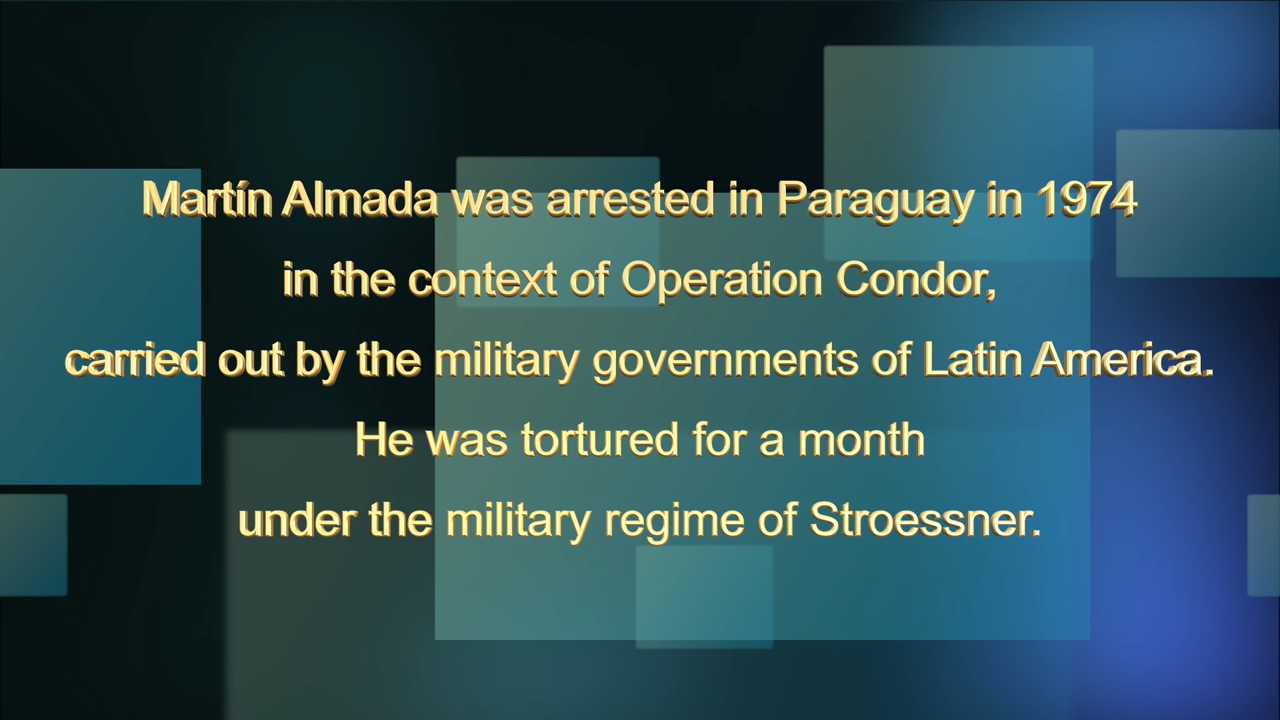 Martín Almada was arrested in Paraguay in 1974
in the context of Operation Condor,
carried out by the military governments of Latin America.
He was tortured for a month
under the military regime of Stroessner.